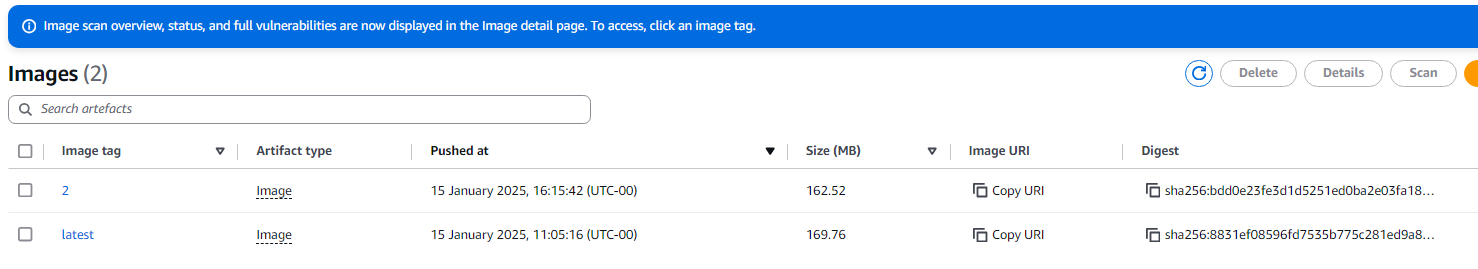 Image scan overview, status, and full vulnerabilities are now displayed in the Image detail page. To access, click an image tag.
Images (2)
Delete Details Scan
Search artefacts
Image tag Artifact type Pushed at Size (MB) Image URI Digest
2 Image 15 January 2025, 16:15:42 (UTC-00) 162.52 Copy URI sha256:bdd0e23fe3d1d5251ed0ba2e03fa18...
latest Image 15 January 2025, 11:05:16 (UTC-00) 169.76 Copy URI sha256:8831ef08596fd7535b775c281ed9a8...